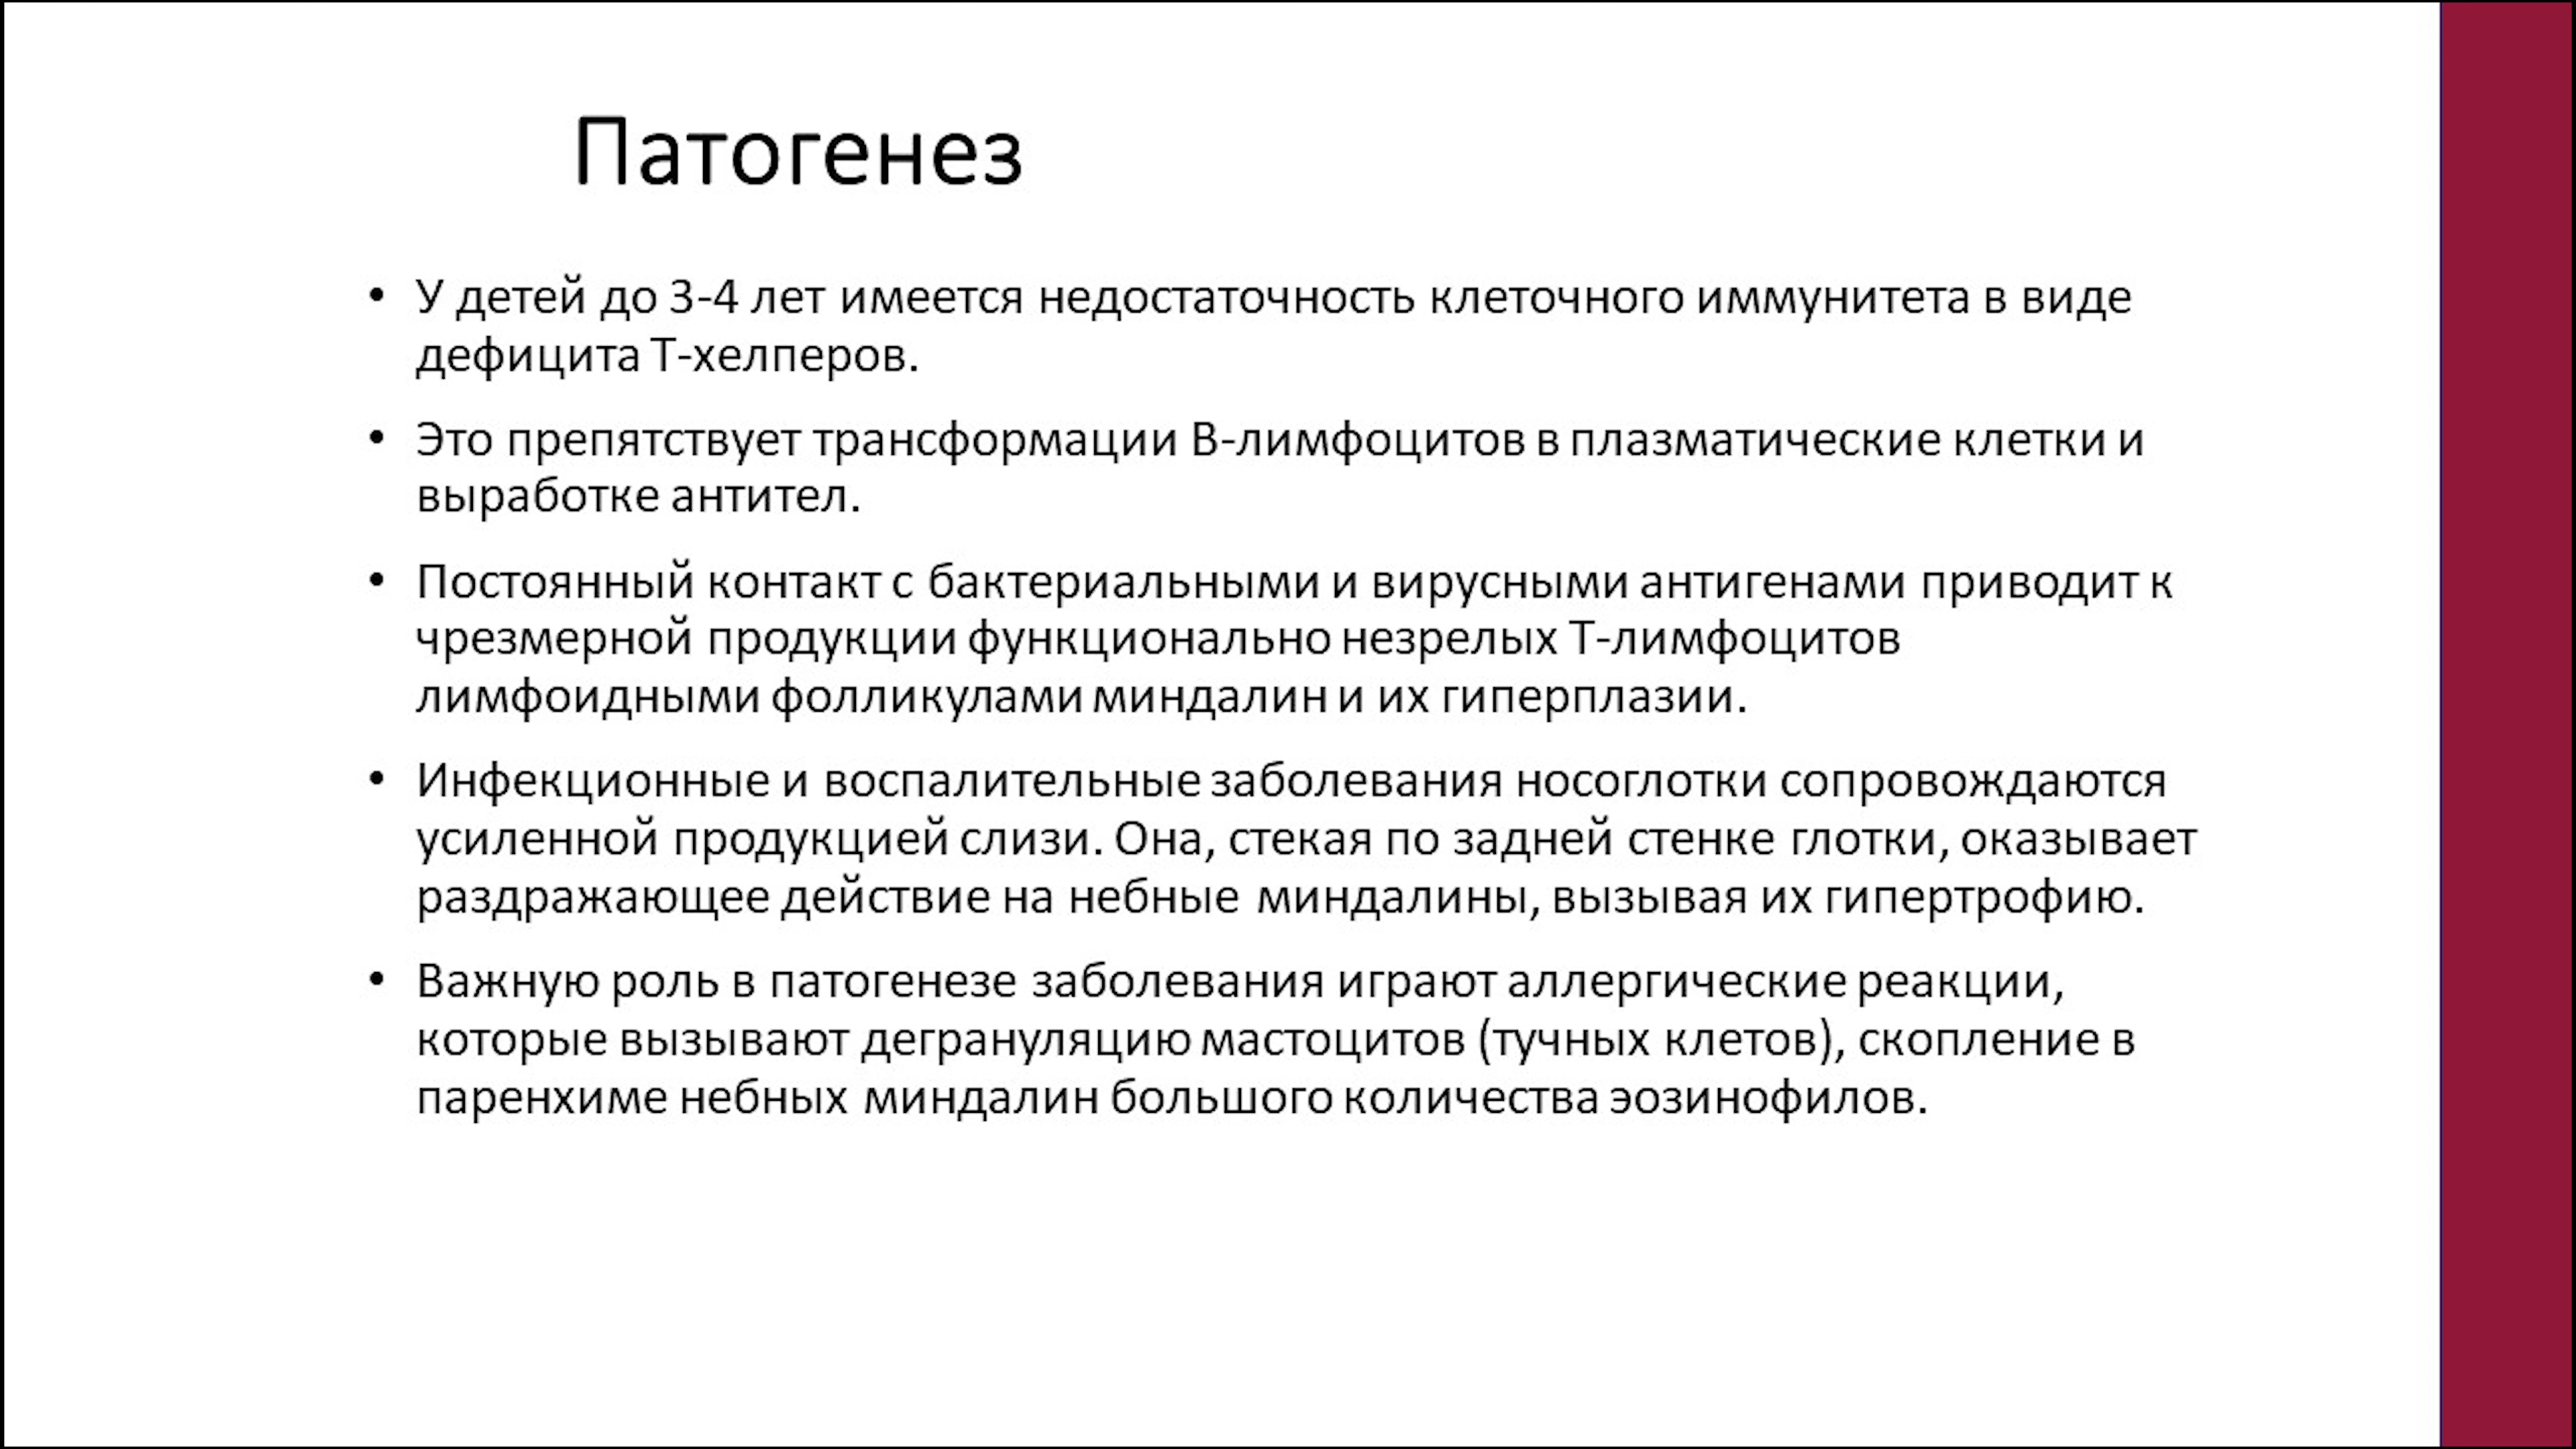 Патогенез
• У детей до 3-4 лет имеется недостаточность клеточного иммунитета в виде
дефицита Т-хелперов.
• Это препятствует трансформации В-лимфоцитов в плазматические клетки и
выработке антител.
• Постоянный контакт с бактериальными и вирусными антигенами приводит к
чрезмерной продукции функционально незрелых Т-лимфоцитов
лимфоидными фолликулами миндалин и их гиперплазии.
• Инфекционные и воспалительные заболевания носоглотки сопровождаются
усиленной продукцией слизи. Она, стекая по задней стенке глотки, оказывает
раздражающее действие на небные миндалины, вызывая их гипертрофию.
• Важную роль в патогенезе заболевания играют аллергические реакции,
которые вызывают дегрануляцию мастоцитов (тучных клетов), скопление в
паренхиме небных миндалин большого количества эозинофилов.